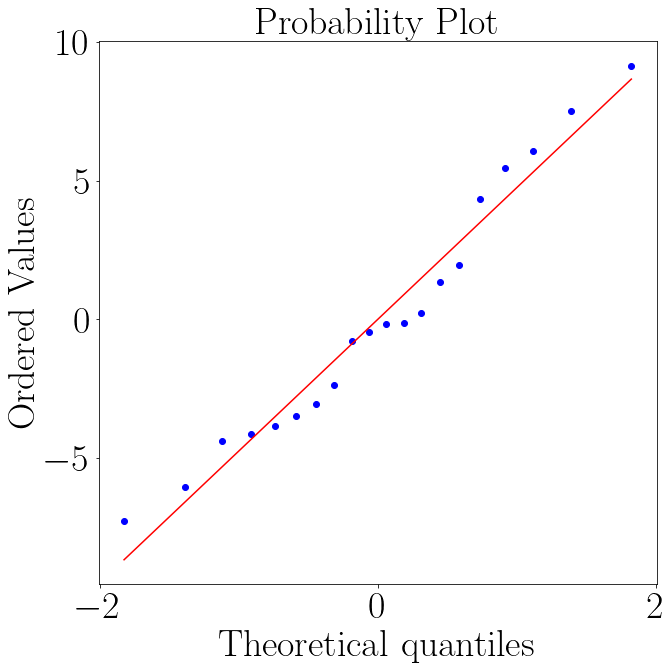 Probability Plot
10
5
0
−5
Ordered Values
−2 0 2
Theoretical quantiles